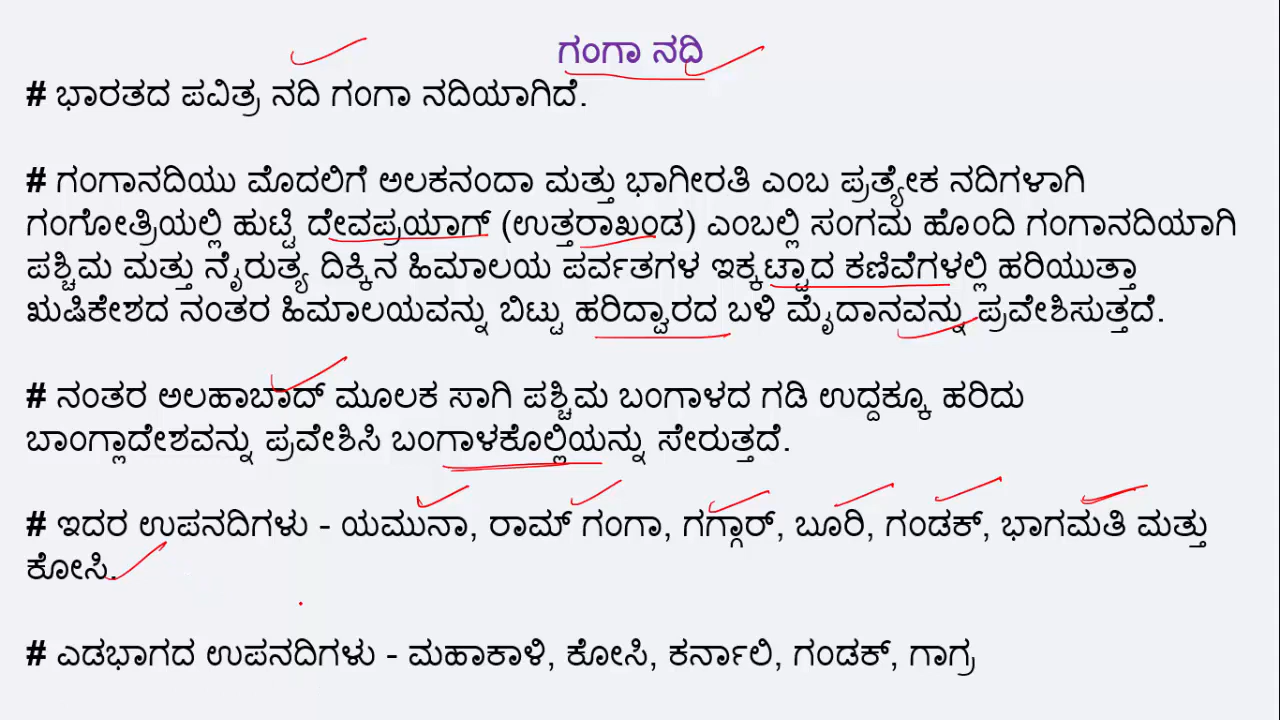 ಗಂಗಾ ನದಿ
# ಭಾರತದ ಪವಿತ್ರ ನದಿ ಗಂಗಾ ನದಿಯಾಗಿದೆ.
# ಗಂಗಾನದಿಯು ಮೊದಲಿಗೆ ಅಲಕನಂದಾ ಮತ್ತು ಭಾಗೀರತಿ ಎಂಬ ಪ್ರತ್ಯೇಕ ನದಿಗಳಾಗಿ
ಗಂಗೋತ್ರಿಯಲ್ಲಿ ಹುಟ್ಟಿ ದೇವಪ್ರಯಾಗ್ (ಉತ್ತರಾಖಂಡ) ಎಂಬಲ್ಲಿ ಸಂಗಮ ಹೊಂದಿ ಗಂಗಾನದಿಯಾಗಿ
ಪಶ್ಚಿಮ ಮತ್ತು ನೈರುತ್ಯ ದಿಕ್ಕಿನ ಹಿಮಾಲಯ ಪರ್ವತಗಳ ಇಕ್ಕಟ್ಟಾದ ಕಣಿವೆಗಳಲ್ಲಿ ಹರಿಯುತ್ತಾ
ಋಷಿಕೇಶದ ನಂತರ ಹಿಮಾಲಯವನ್ನು ಬಿಟ್ಟು ಹರಿದ್ವಾರದ ಬಳಿ ಮೈದಾನವನ್ನು ಪ್ರವೇಶಿಸುತ್ತದೆ.
# ನಂತರ ಅಲಹಾಬಾದ್ ಮೂಲಕ ಸಾಗಿ ಪಶ್ಚಿಮ ಬಂಗಾಳದ ಗಡಿ ಉದ್ದಕ್ಕೂ ಹರಿದು
ಬಾಂಗ್ಲಾದೇಶವನ್ನು ಪ್ರವೇಶಿಸಿ ಬಂಗಾಳಕೊಲ್ಲಿಯನ್ನು ಸೇರುತ್ತದೆ.
# ಇದರ ಉಪನದಿಗಳು - ಯಮುನಾ, ರಾಮ್ ಗಂಗಾ, ಗಗ್ಗಾರ್, ಬೂರಿ, ಗಂಡಕ್, ಭಾಗಮತಿ ಮತ್ತು
ಕೋಸಿ.
# ಎಡಭಾಗದ ಉಪನದಿಗಳು - ಮಹಾಕಾಳಿ, ಕೋಸಿ, ಕರ್ನಾಲಿ, ಗಂಡಕ್, ಗಾಗ್ರ